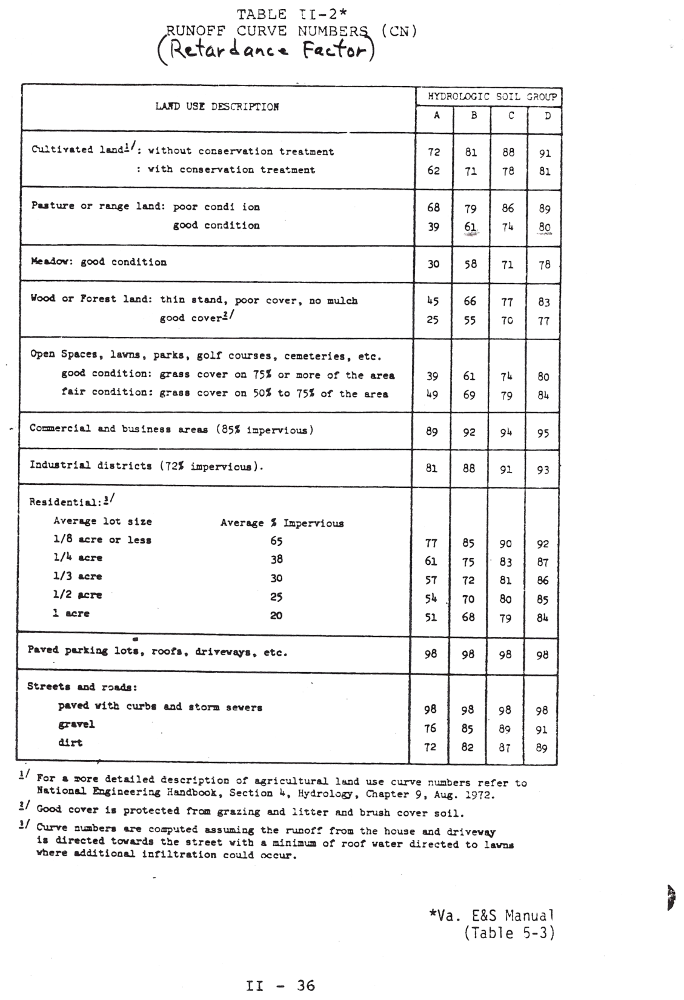 TABLE II-2*
RUNOFF CURVE NUMBERS (CN)
(Retardance Factor)
LAND USE DESCRIPTION
HYDROLOGIC SOIL GROUP
A B C D
Cultivated land1/: without conservation treatment 72 81 88 91
: with conservation treatment 62 71 78 81
Pasture or range land: poor condi ion 68 79 86 89
good condition 39 61 74 80
Meadow: good condition 30 58 71 78
Wood or Forest land: thin stand, poor cover, no mulch 45 66 77 83
good cover2/ 25 55 70 77
Open Spaces, lawns, parks, golf courses, cemeteries, etc.
good condition: grass cover on 75% or more of the area 39 61 74 80
fair condition: grass cover on 50% to 75% of the area 49 69 79 84
Commercial and business areas (85% impervious) 89 92 94 95
Industrial districts (72% impervious). 81 88 91 93
Residential:3/
Average lot size Average % Impervious
1/8 acre or less 65 77 85 90 92
1/4 acre 38 61 75 83 87
1/3 acre 30 57 72 81 86
1/2 acre 25 54 70 80 85
1 acre 20 51 68 79 84
Paved parking lots, roofs, driveways, etc. 98 98 98 98
Streets and roads:
paved with curbs and storm sewers 98 98 98 98
gravel 76 85 89 91
dirt 72 82 87 89
1/ For a more detailed description of agricultural land use curve numbers refer to
National Engineering Handbook, Section 4, Hydrology, Chapter 9, Aug. 1972.
2/ Good cover is protected from grazing and litter and brush cover soil.
3/ Curve numbers are computed assuming the runoff from the house and driveway
is directed towards the street with a minimum of roof water directed to lawns
where additional infiltration could occur.
*Va. E&S Manual
(Table 5-3)
II - 36